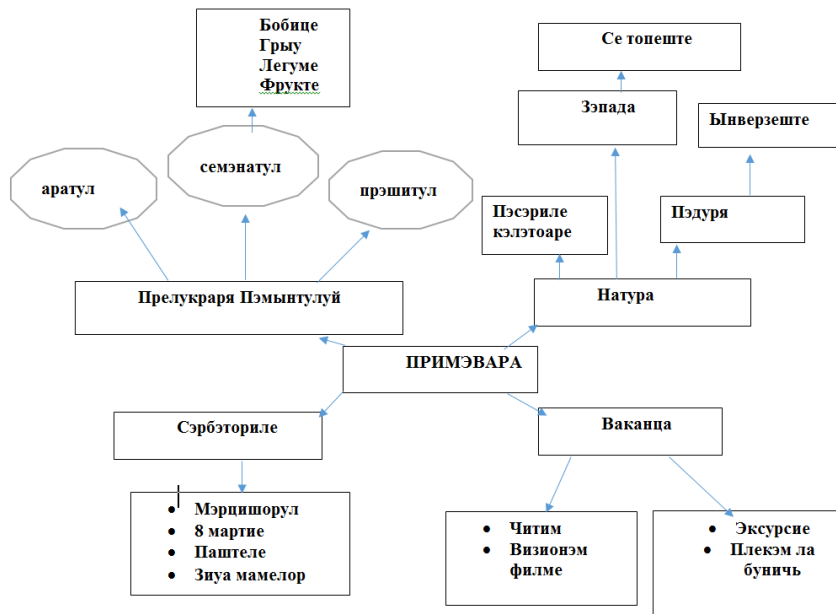 Бобице
Грыу
Легуме
Фрукте
Се топеште
Зэпада
Ынверзеште
аратул
семэнатул
прэшитул
Пэсэриле
кэлэтоаре
Пэдуря
Прелукраря Пэмынтулуй
Натура
ПРИМЭВАРА
Сэрбэториле
Ваканца
• Мэрцишорул
• 8 мартие
• Паштеле
• Зиуа мамелор
• Читим
• Визионэм
филме
• Эксурсие
• Плекэм ла
буничь